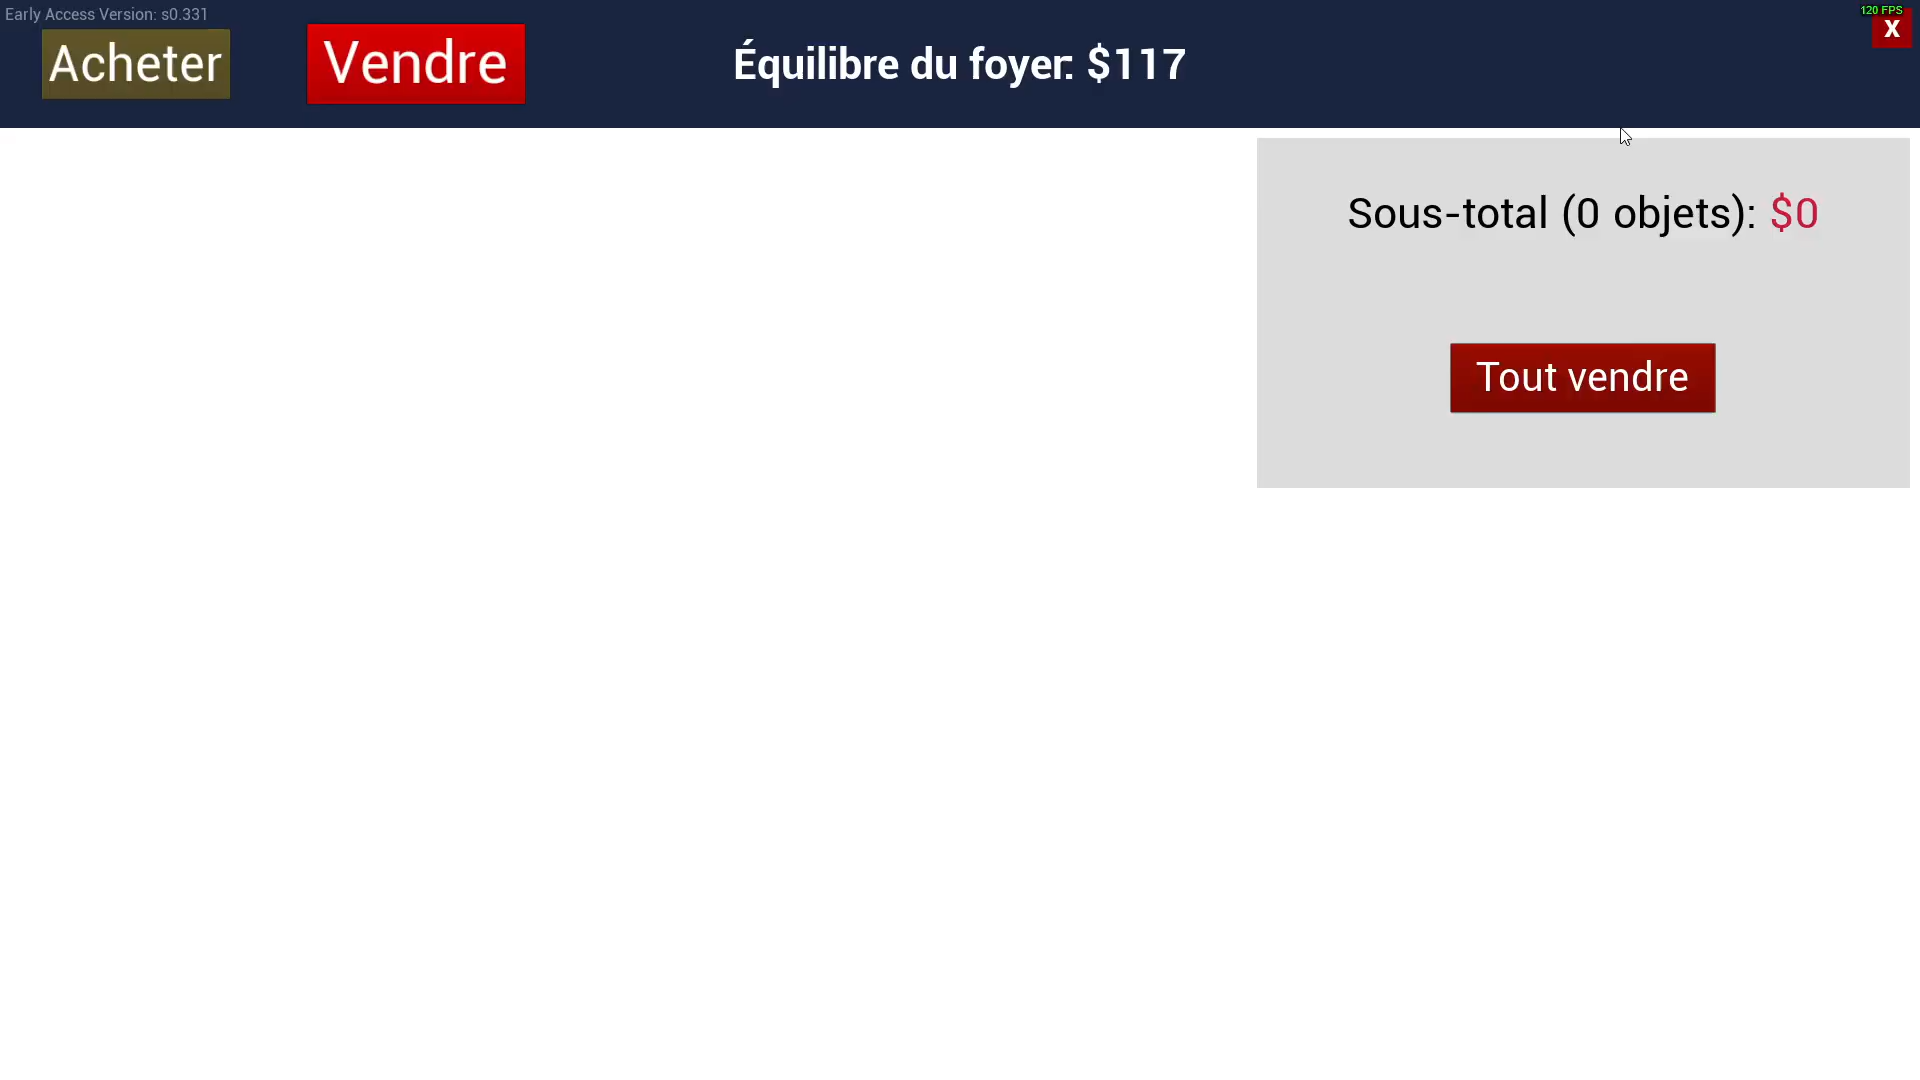 Early Access Version: s0.331
120 FPS
X
Acheter
Vendre
Équilibre du foyer: $117
Sous-total (0 objets): $0
Tout vendre